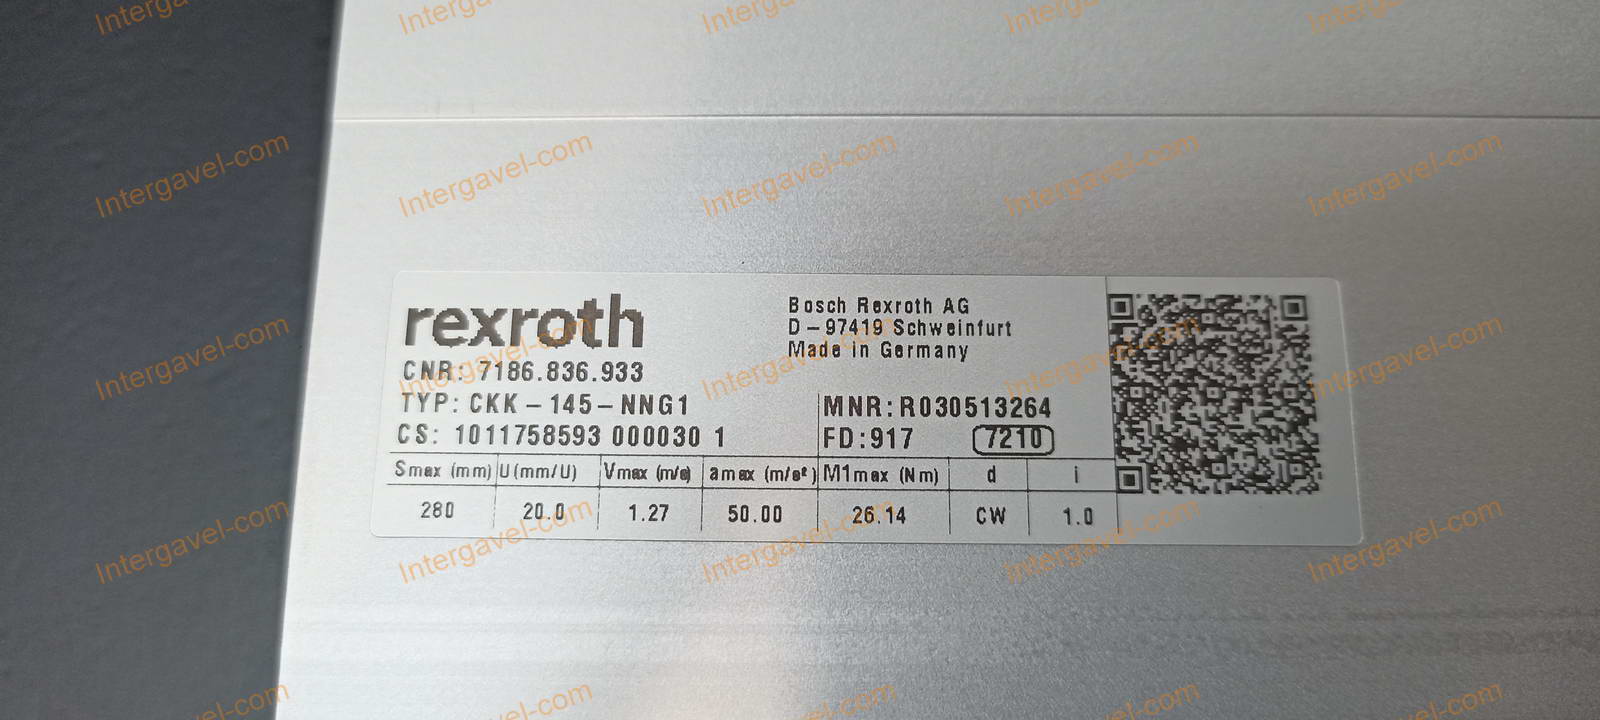 rexroth
Bosch Rexroth AG
D-97419 Schweinfurt
Made in Germany
CNR: 7186.836.933
TYP: CKK-145-NNG1
MNR: R030513264
CS: 1011758593 000030 1
FD: 917 7210
Smax (mm) U (mm/U) Vmax (m/s) amax (m/s²) M1max (Nm) d i
280 20.0 1.27 50.00 26.14 CW 1.0
Intergavel-com